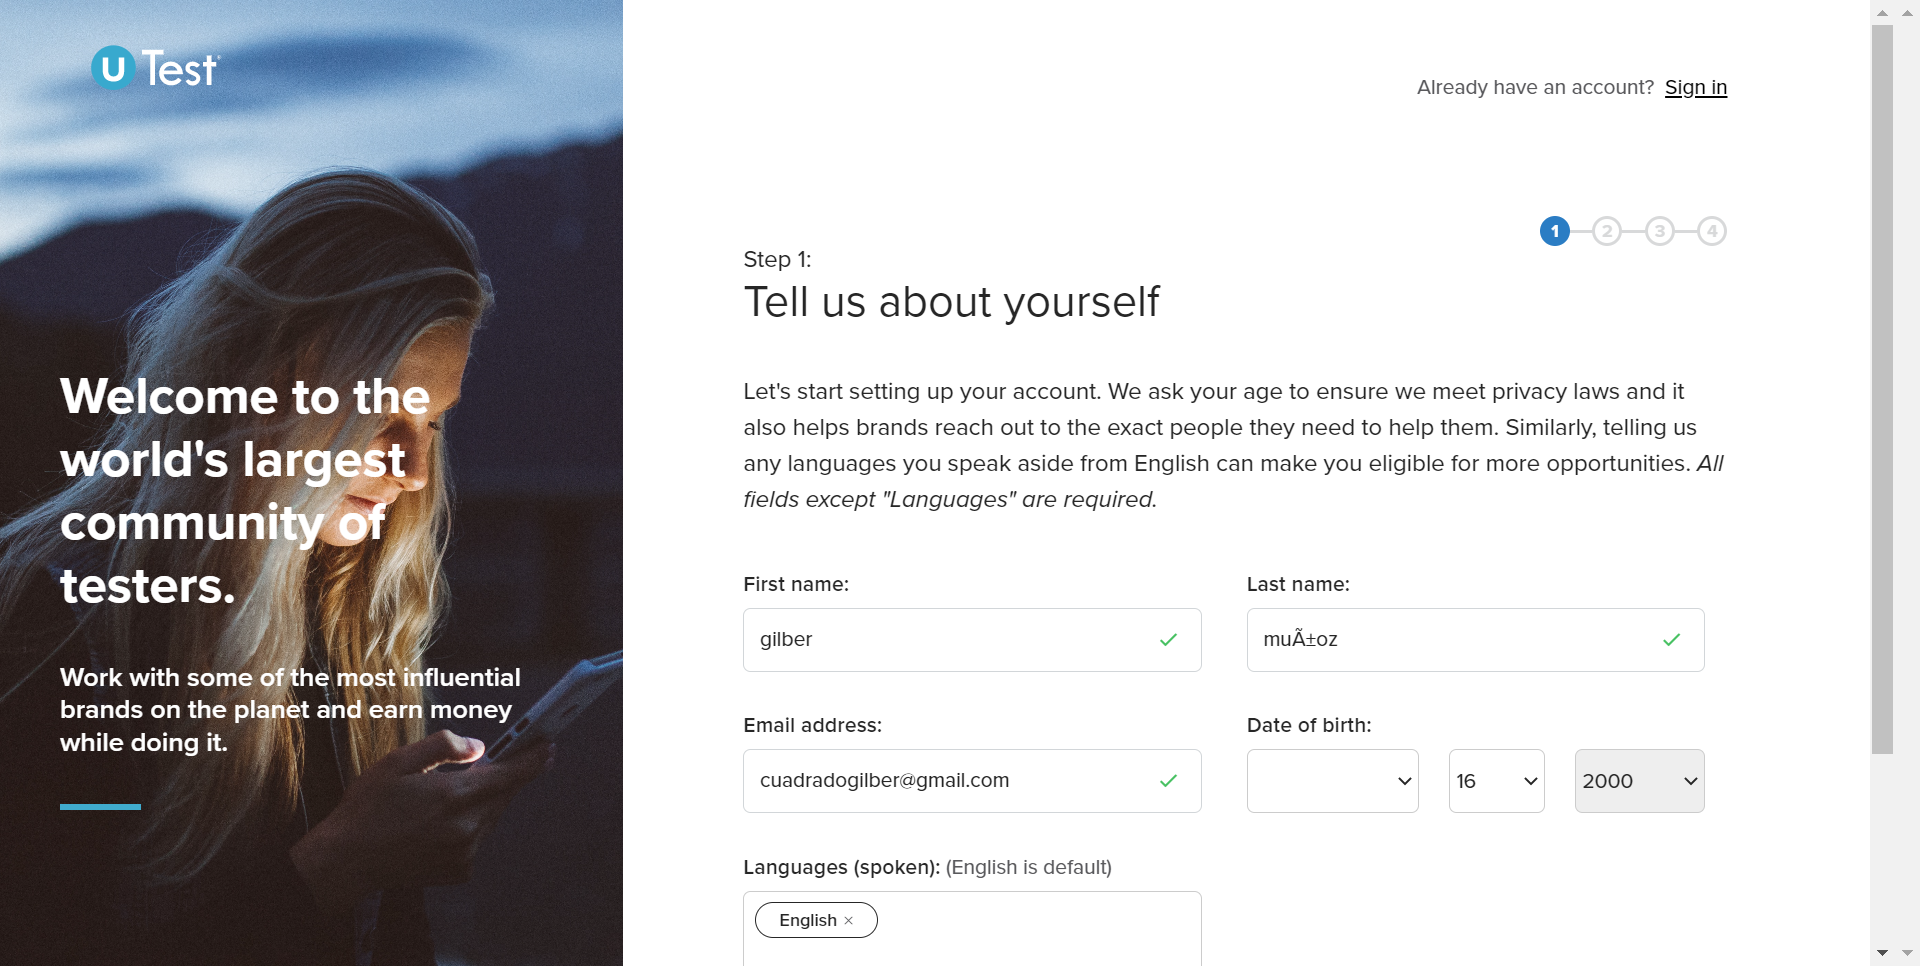 u Test
Welcome to the
world's largest
community of
testers.
Work with some of the most influential
brands on the planet and earn money
while doing it.
Already have an account? Sign in
1 2 3 4
Step 1:
Tell us about yourself
Let's start setting up your account. We ask your age to ensure we meet privacy laws and it
also helps brands reach out to the exact people they need to help them. Similarly, telling us
any languages you speak aside from English can make you eligible for more opportunities. All
fields except "Languages" are required.
First name:
gilber
Last name:
muÃ±oz
Email address:
cuadradogilber@gmail.com
Date of birth:
16
2000
Languages (spoken): (English is default)
English ×